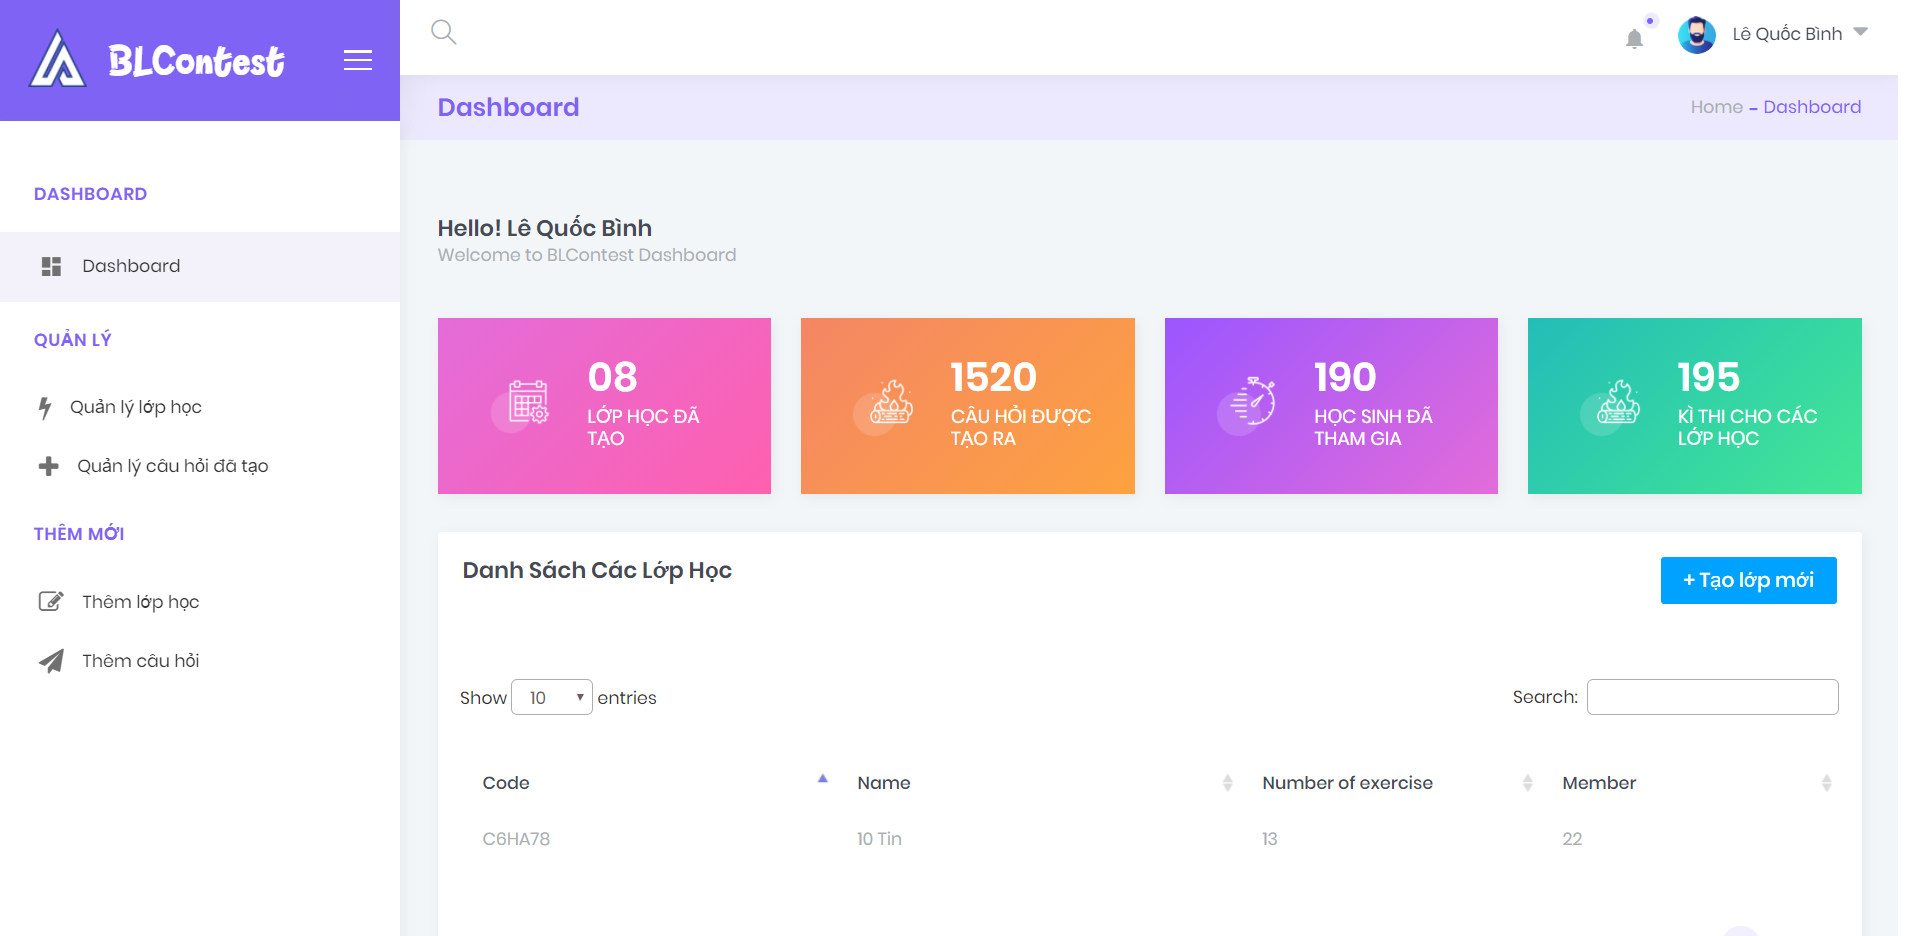 BLContest
Lê Quốc Bình
Dashboard
Home – Dashboard
DASHBOARD
Dashboard
QUẢN LÝ
Quản lý lớp học
Quản lý câu hỏi đã tạo
THÊM MỚI
Thêm lớp học
Thêm câu hỏi
Hello! Lê Quốc Bình
Welcome to BLContest Dashboard
08
LỚP HỌC ĐÃ
TẠO
1520
CÂU HỎI ĐƯỢC
TẠO RA
190
HỌC SINH ĐÃ
THAM GIA
195
KÌ THI CHO CÁC
LỚP HỌC
Danh Sách Các Lớp Học
+ Tạo lớp mới
Show 10 entries
Search:
Code Name Number of exercise Member
C6HA78 10 Tin 13 22